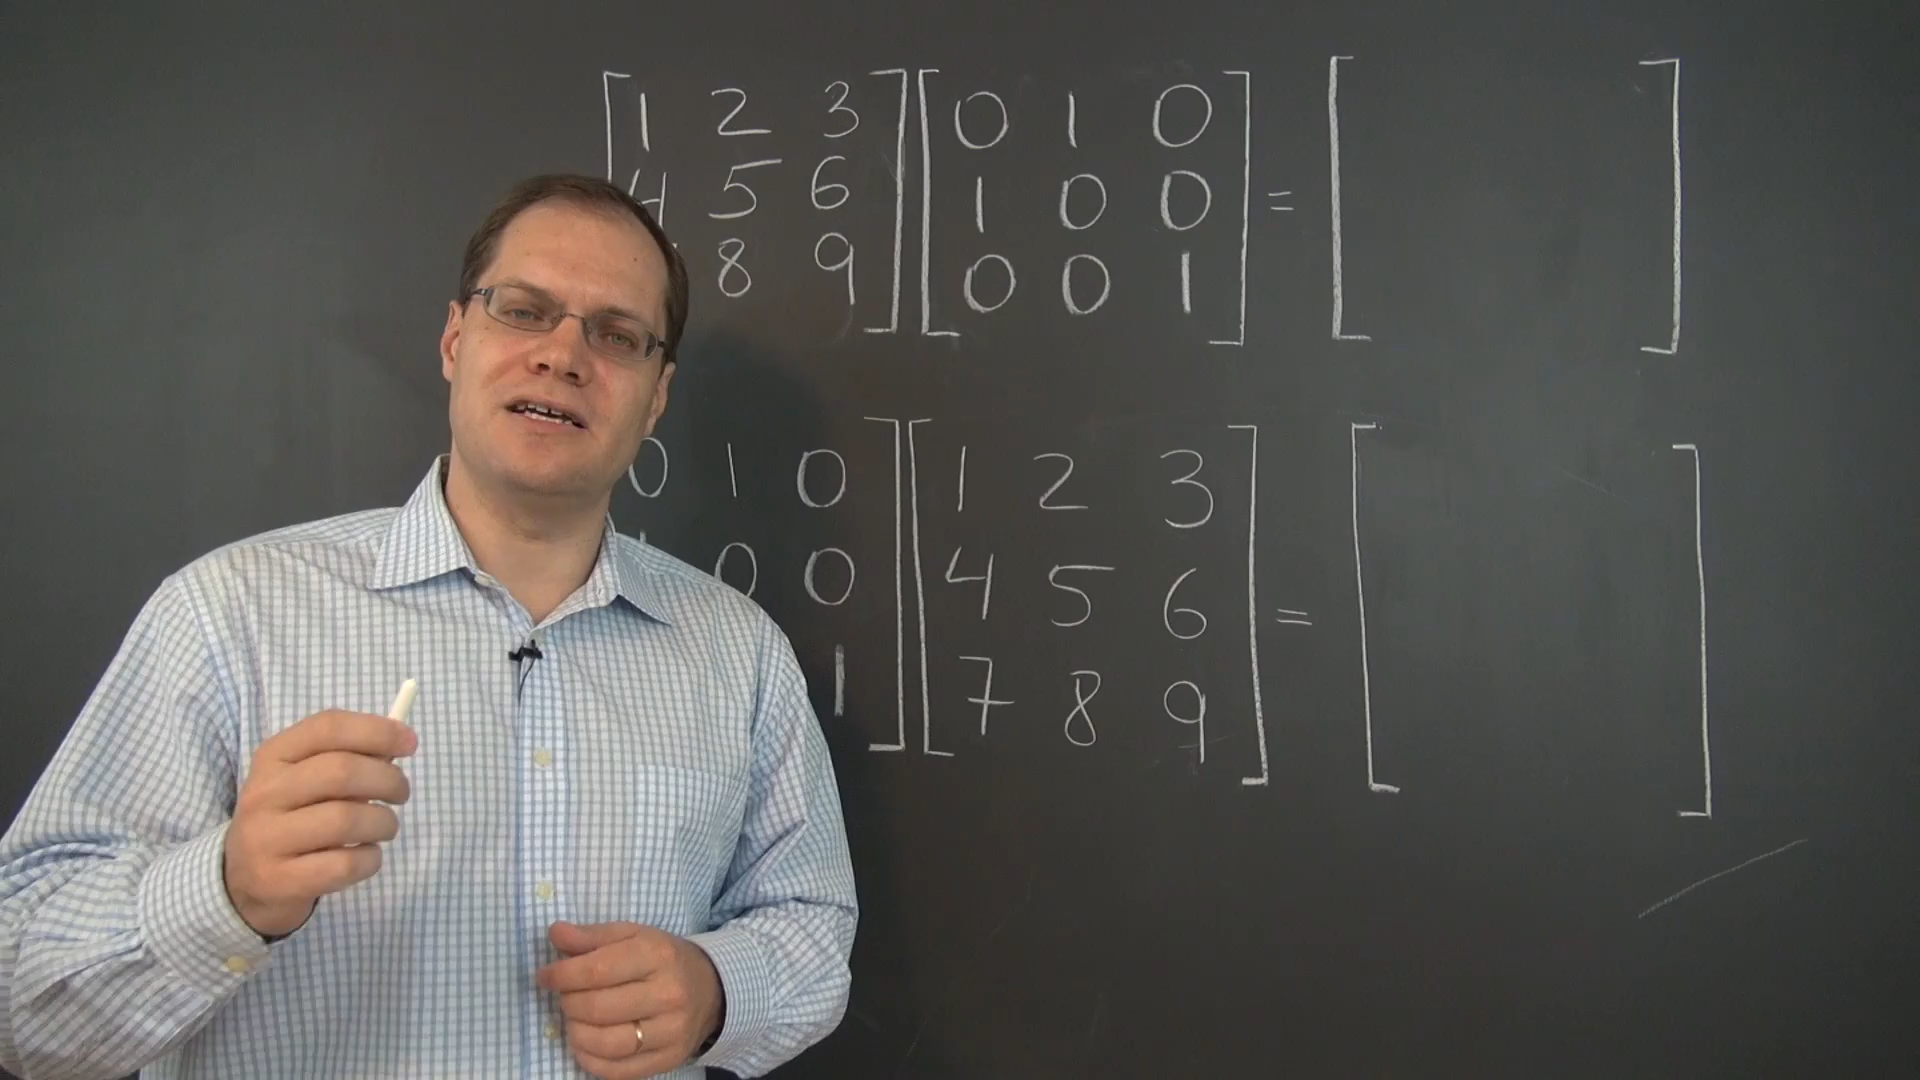 1 2 3 0 1 0
4 5 6 1 0 0 =
8 9 0 0 1
0 1 0 1 2 3
0 0 4 5 6 =
1 7 8 9